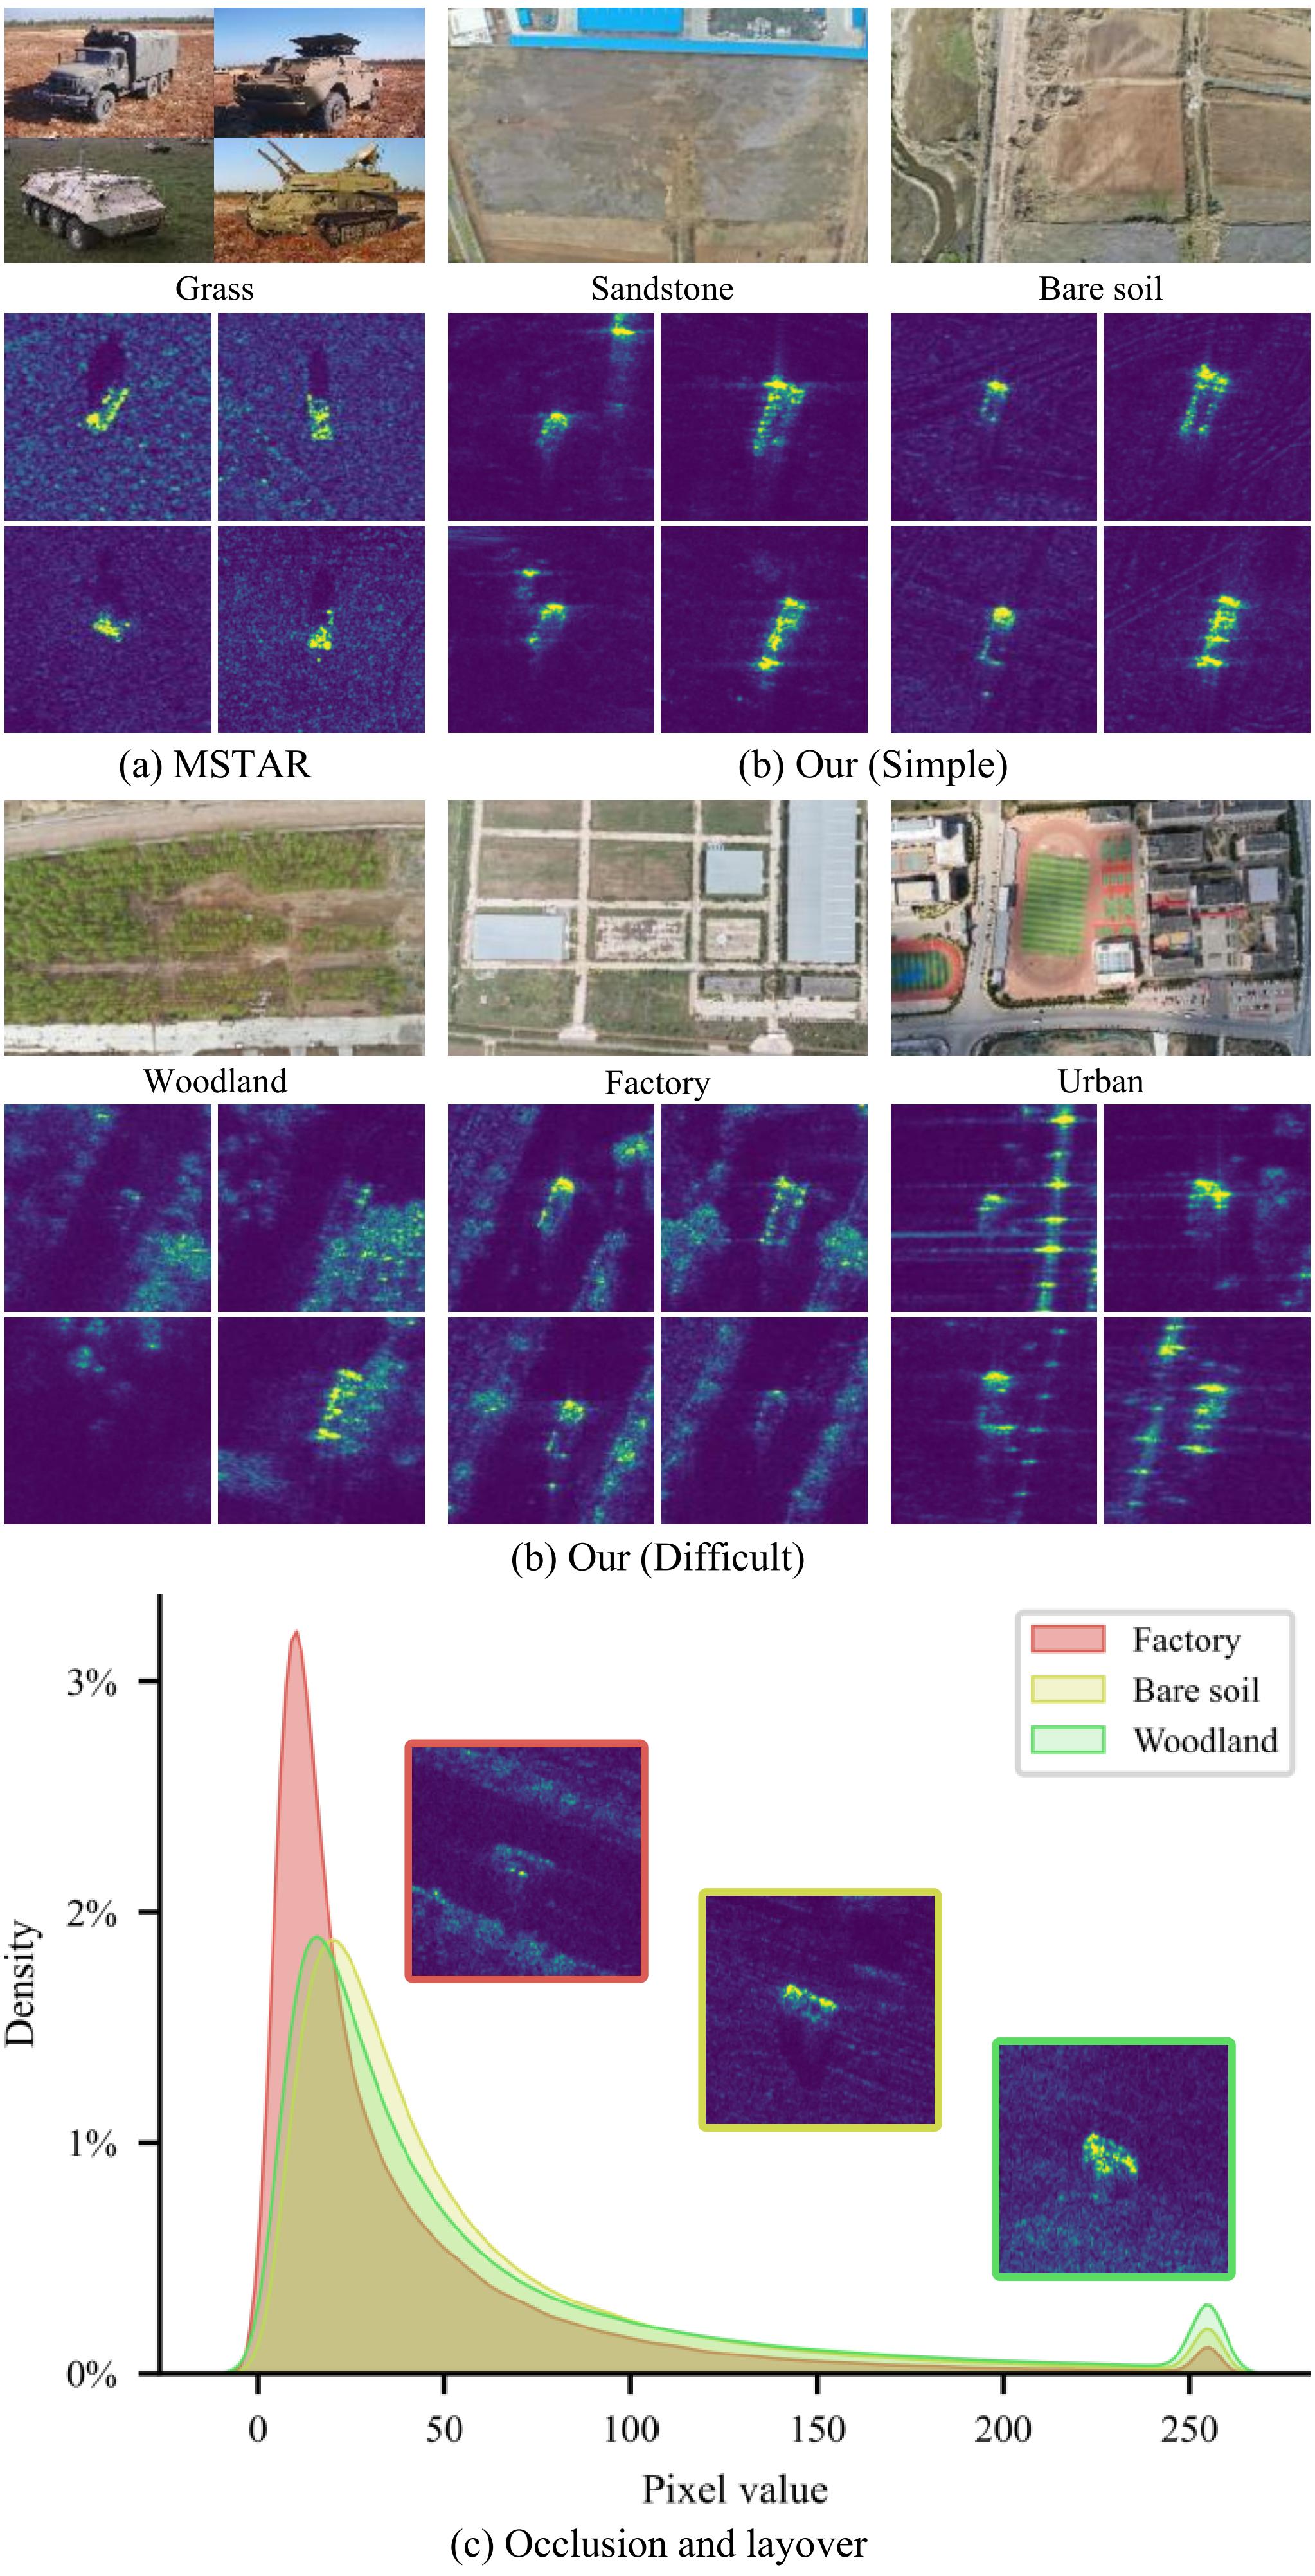 Grass Sandstone Bare soil
(a) MSTAR (b) Our (Simple)
Woodland Factory Urban
(b) Our (Difficult)
Factory
Bare soil
Woodland
3%
2%
1%
0%
Density
0 50 100 150 200 250
Pixel value
(c) Occlusion and layover